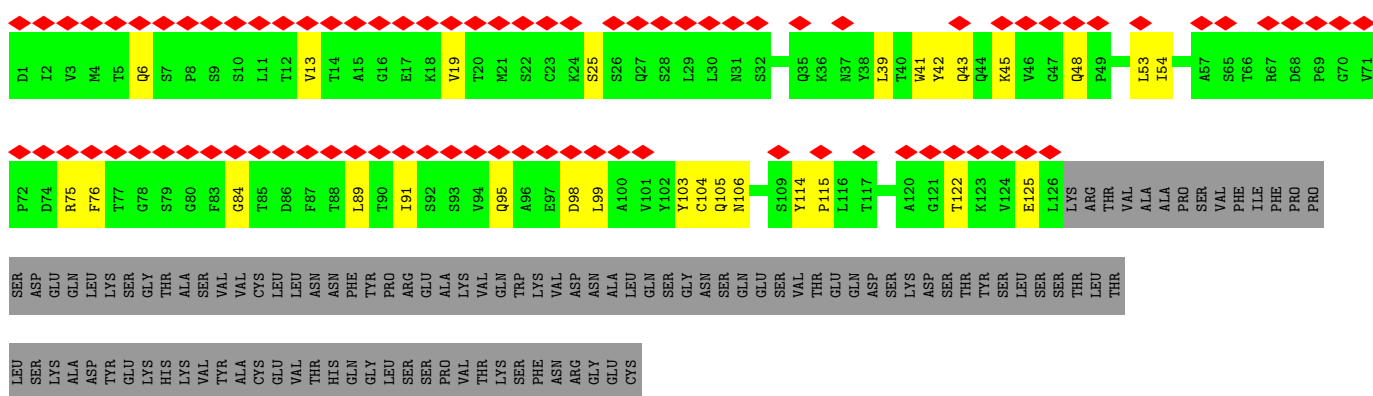 D1 I2 V3 M4 T5 Q6 S7 P8 S9 S10 L11 T12 V13 T14 A15 G16 E17 K18 V19 T20 M21 S22 C23 K24 S25 S26 Q27 S28 L29 L30 N31 S32 Q35 K36 N37 Y38 L39 T40 W41 Y42 Q43 Q44 K45 V46 G47 Q48 P49 L53 I54 A57 S65 T66 R67 D68 P69 G70 V71
P72 D74 R75 F76 T77 G78 S79 G80 F83 G84 T85 D86 F87 T88 L89 T90 I91 S92 S93 V94 Q95 A96 E97 D98 L99 A100 V101 Y102 Y103 C104 Q105 N106 S109 Y114 P115 L116 T117 A120 G121 T122 K123 V124 E125 L126 LYS ARG THR VAL ALA ALA PRO SER VAL PHE ILE PHE PRO PRO
SER ASP GLU GLN LEU LYS SER GLY THR ALA SER VAL VAL CYS LEU LEU ASN ASN PHE TYR PRO ARG GLU ALA LYS VAL GLN TRP LYS VAL ASP ASN ALA LEU GLN SER GLY ASN SER GLN GLU SER VAL THR GLU GLN ASP SER LYS ASP SER THR TYR SER LEU SER SER THR LEU THR
LEU SER LYS ALA ASP TYR GLU LYS HIS LYS VAL TYR ALA CYS GLU VAL THR HIS GLN GLY LEU SER SER PRO VAL THR LYS SER PHE ASN ARG GLY GLU CYS